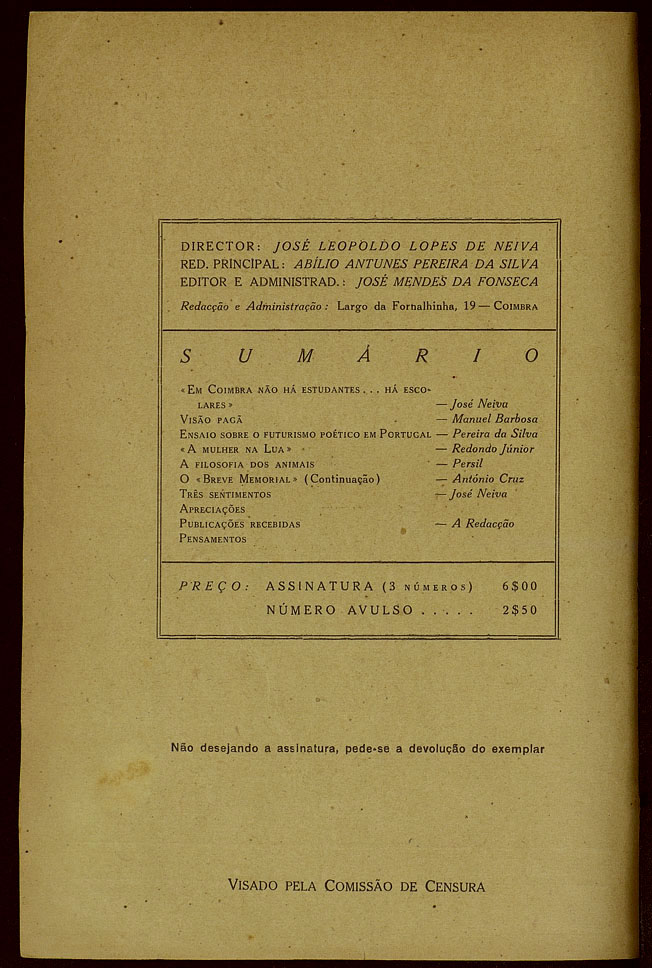 DIRECTOR: JOSÉ LEOPOLDO LOPES DE NEIVA
RED. PRINCIPAL: ABÍLIO ANTUNES PEREIRA DA SILVA
EDITOR E ADMINISTRAD.: JOSÉ MENDES DA FONSECA
Redacção e Administração: Largo da Fornalhinha, 19 — COIMBRA
SUMÁRIO
«EM COIMBRA NÃO HÁ ESTUDANTES... HÁ ESCO-
LARES» — José Neiva
VISÃO PAGÃ — Manuel Barbosa
ENSAIO SOBRE O FUTURISMO POÉTICO EM PORTUGAL — Pereira da Silva
«A MULHER NA LUA» — Redondo Júnior
A FILOSOFIA DOS ANIMAIS — Persil
O «BREVE MEMORIAL» (Continuação) — António Cruz
TRÊS SENTIMENTOS — José Neiva
APRECIAÇÕES
PUBLICAÇÕES RECEBIDAS — A Redacção
PENSAMENTOS
PREÇO: ASSINATURA (3 NÚMEROS) 6$00
NÚMERO AVULSO . . . . . 2$50
Não desejando a assinatura, pede-se a devolução do exemplar
VISADO PELA COMISSÃO DE CENSURA